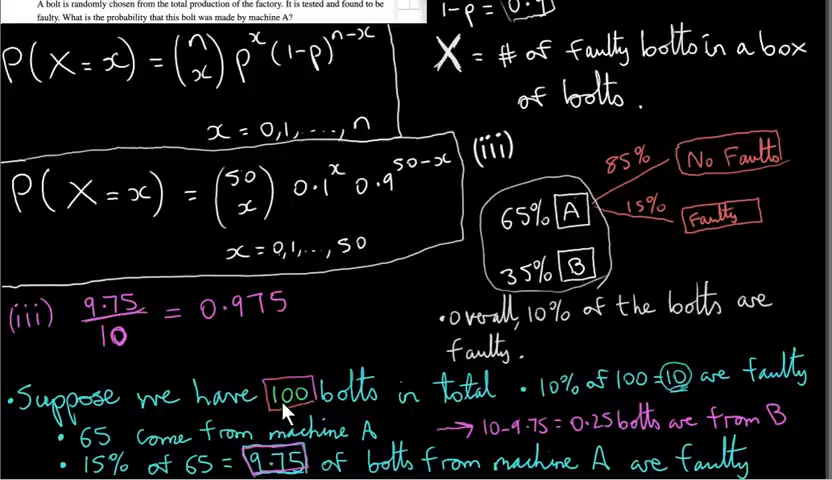 A bolt is randomly chosen from the total production of the factory. It is tested and found to be
faulty. What is the probability that this bolt was made by machine A?
1-p = 0.9
P(X=x) = (n x) p^x (1-p)^{n-x}
x = 0,1, ...., n
X = # of faulty bolts in a box
of bolts.
P(X=x) = (50 x) 0.1^x 0.9^{50-x}
x = 0,1, ..., 50
(iii)
85% No Faults
65% A
15% Faulty
35% B
(iii) 9.75/10 = 0.975
•Overall, 10% of the bolts are
faulty.
•Suppose we have 100 bolts in total
•10% of 100 = 10 are faulty
•65 come from machine A
→ 10-9.75 = 0.25 bolts are from B
•15% of 65 = 9.75 of bolts from machine A are faulty